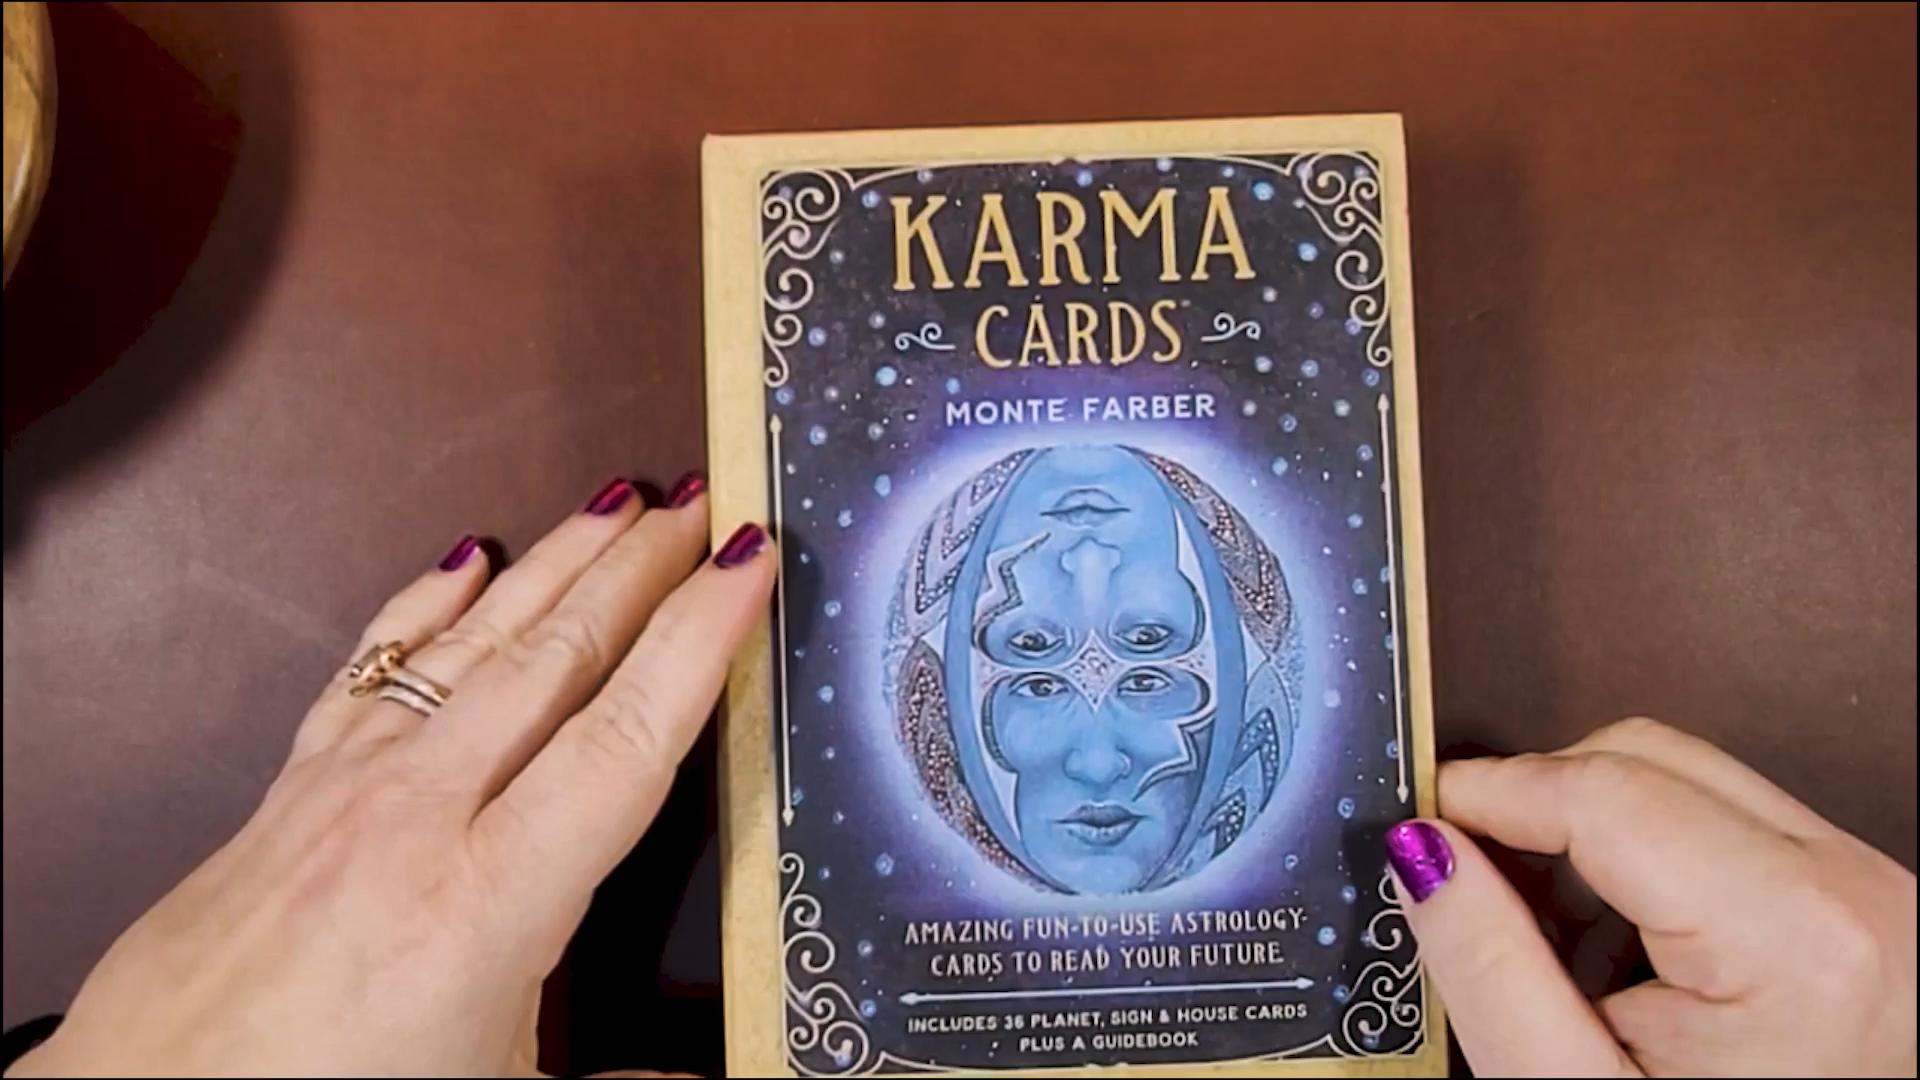 KARMA
CARDS™
MONTE FARBER
AMAZING FUN-TO-USE ASTROLOGY
CARDS TO READ YOUR FUTURE
INCLUDES 36 PLANET, SIGN & HOUSE CARDS
PLUS A GUIDEBOOK